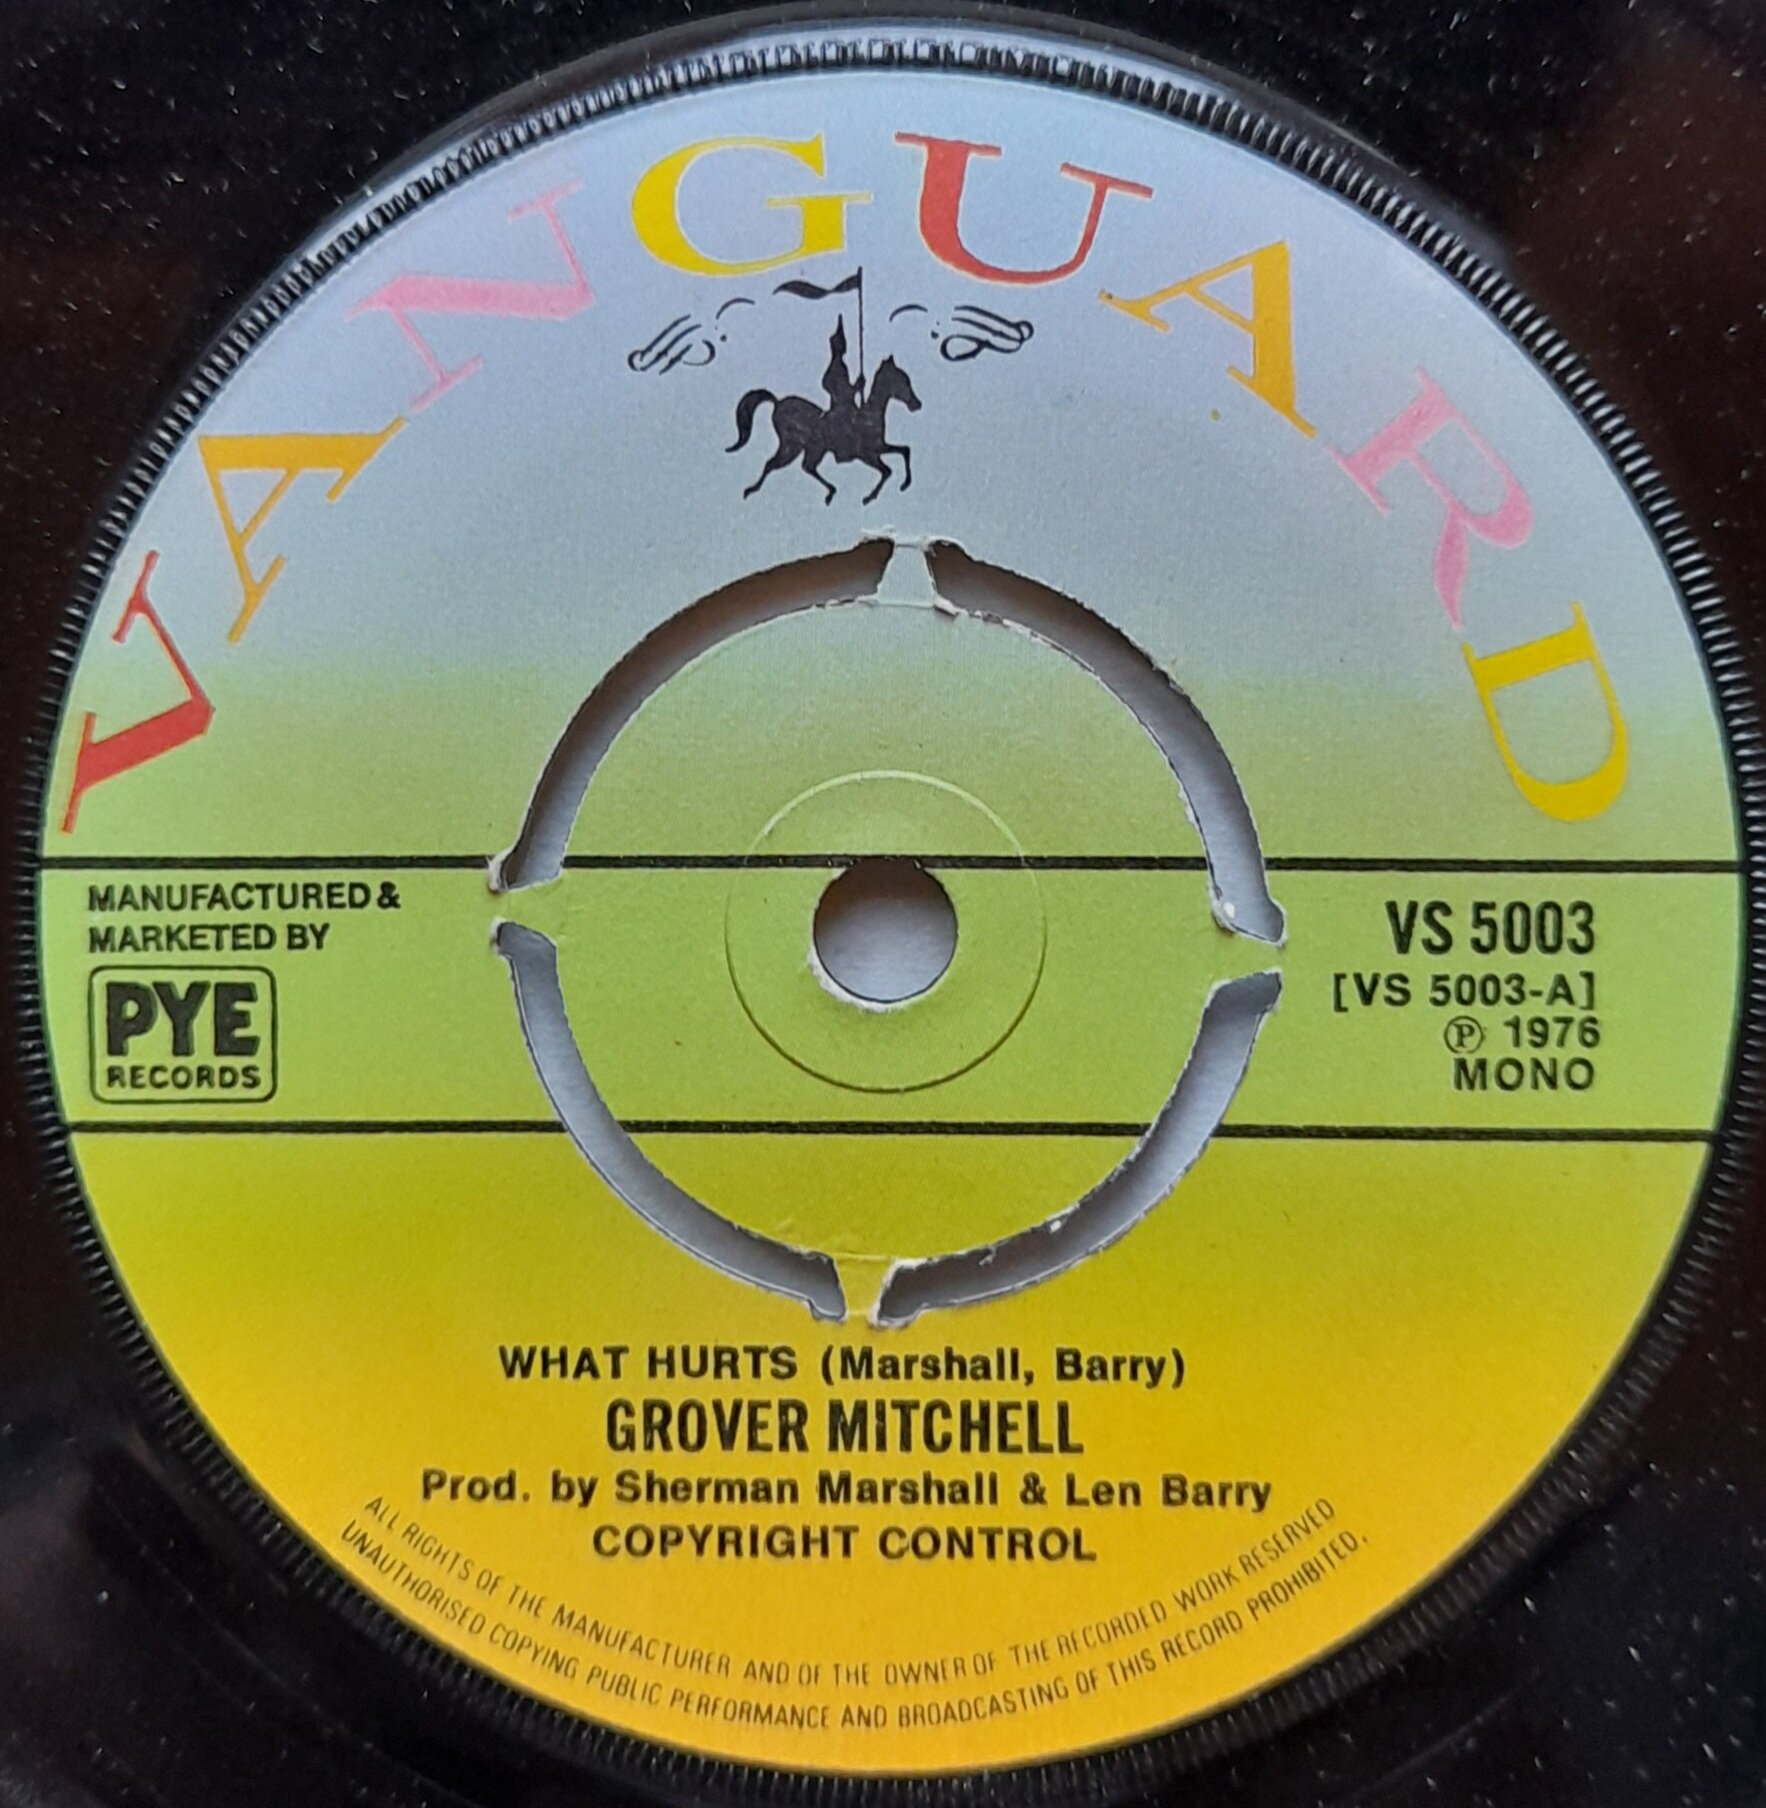 VANGUARD
MANUFACTURED &
MARKETED BY
PYE
RECORDS
VS 5003
[VS 5003-A]
Ⓟ 1976
MONO
WHAT HURTS (Marshall, Barry)
GROVER MITCHELL
Prod. by Sherman Marshall & Len Barry
COPYRIGHT CONTROL
ALL RIGHTS OF THE MANUFACTURER AND OF THE OWNER OF THE RECORDED WORK RESERVED
UNAUTHORISED COPYING PUBLIC PERFORMANCE AND BROADCASTING OF THIS RECORD PROHIBITED.